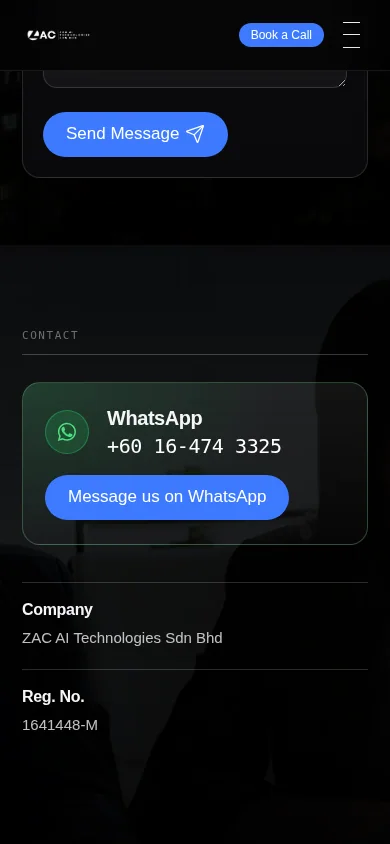 ZAC
Book a Call
Send Message
CONTACT
WhatsApp
+60 16-474 3325
Message us on WhatsApp
Company
ZAC AI Technologies Sdn Bhd
Reg. No.
1641448-M